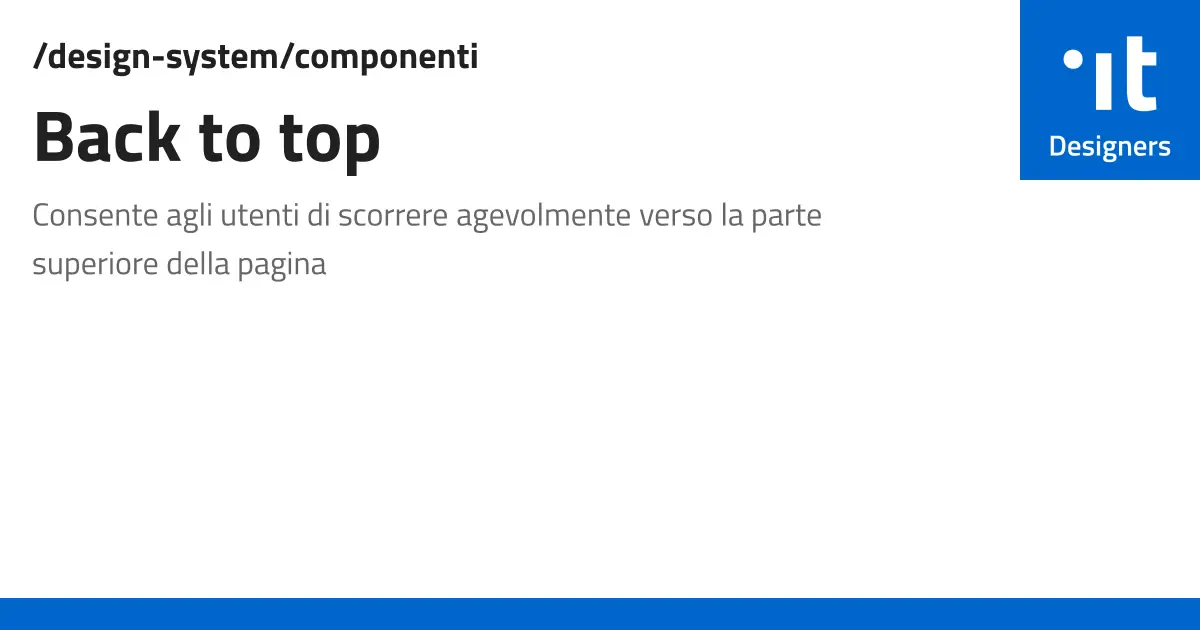 /design-system/componenti
Back to top
Consente agli utenti di scorrere agevolmente verso la parte
superiore della pagina
it
Designers